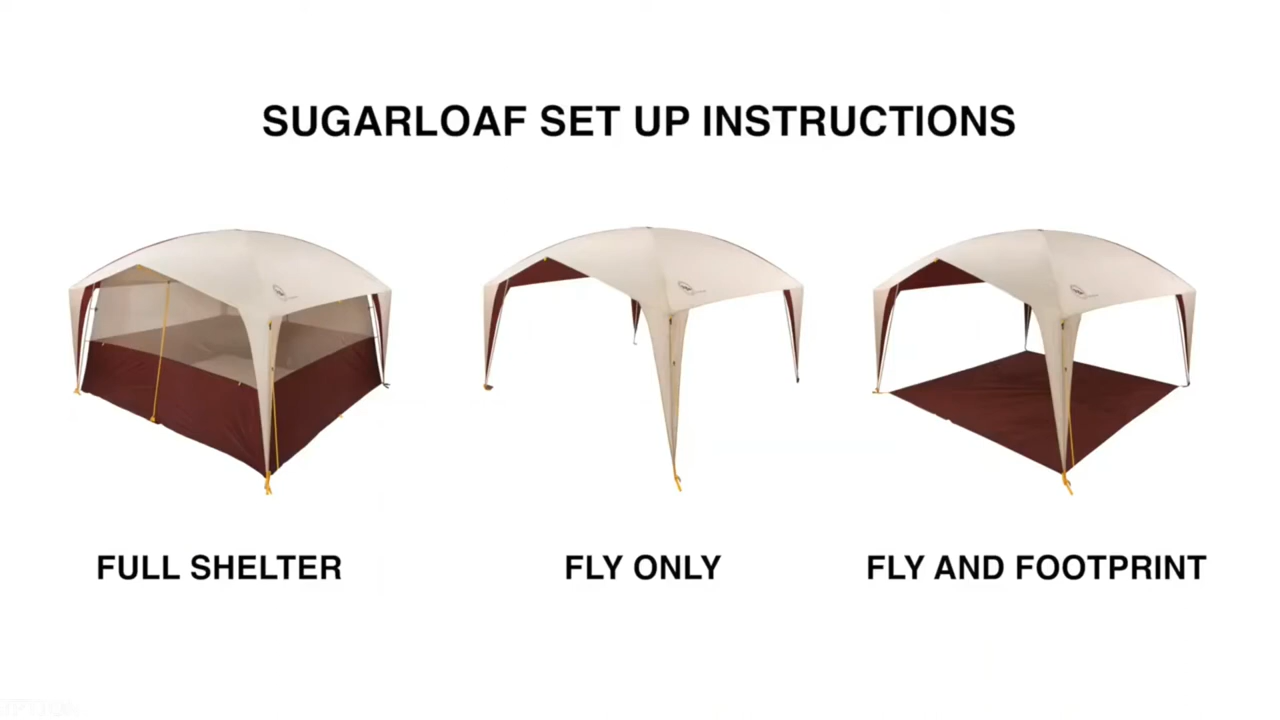 SUGARLOAF SET UP INSTRUCTIONS
FULL SHELTER
FLY ONLY
FLY AND FOOTPRINT